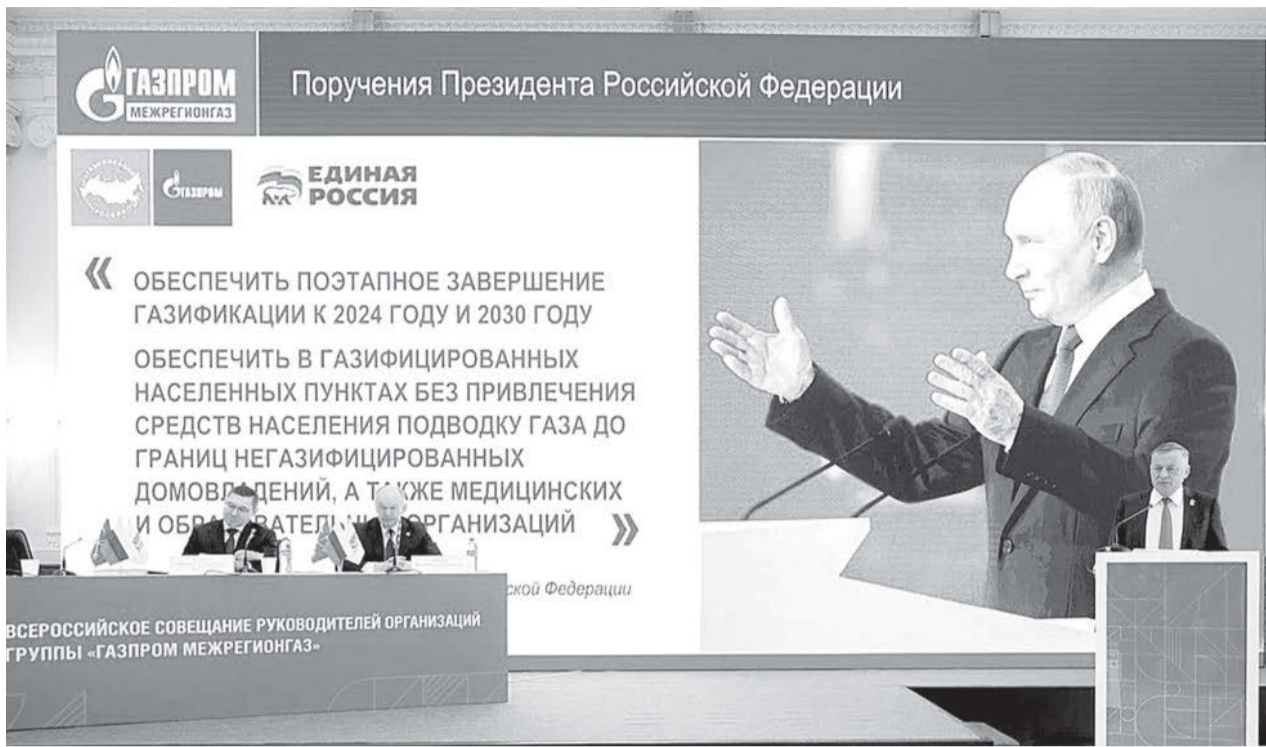 ГАЗПРОМ
МЕЖРЕГИОНГАЗ
Поручения Президента Российской Федерации
ГАЗПРОМ
ЕДИНАЯ
РОССИЯ
«
ОБЕСПЕЧИТЬ ПОЭТАПНОЕ ЗАВЕРШЕНИЕ
ГАЗИФИКАЦИИ К 2024 ГОДУ И 2030 ГОДУ
ОБЕСПЕЧИТЬ В ГАЗИФИЦИРОВАННЫХ
НАСЕЛЕННЫХ ПУНКТАХ БЕЗ ПРИВЛЕЧЕНИЯ
СРЕДСТВ НАСЕЛЕНИЯ ПОДВОДКУ ГАЗА ДО
ГРАНИЦ НЕГАЗИФИЦИРОВАННЫХ
ДОМОВЛАДЕНИЙ, А ТАКЖЕ МЕДИЦИНСКИХ
И ОРГАНИЗАЦИЙ »
Федерации
ВСЕРОССИЙСКОЕ СОВЕЩАНИЕ РУКОВОДИТЕЛЕЙ ОРГАНИЗАЦИЙ
ГРУППЫ «ГАЗПРОМ МЕЖРЕГИОНГАЗ»